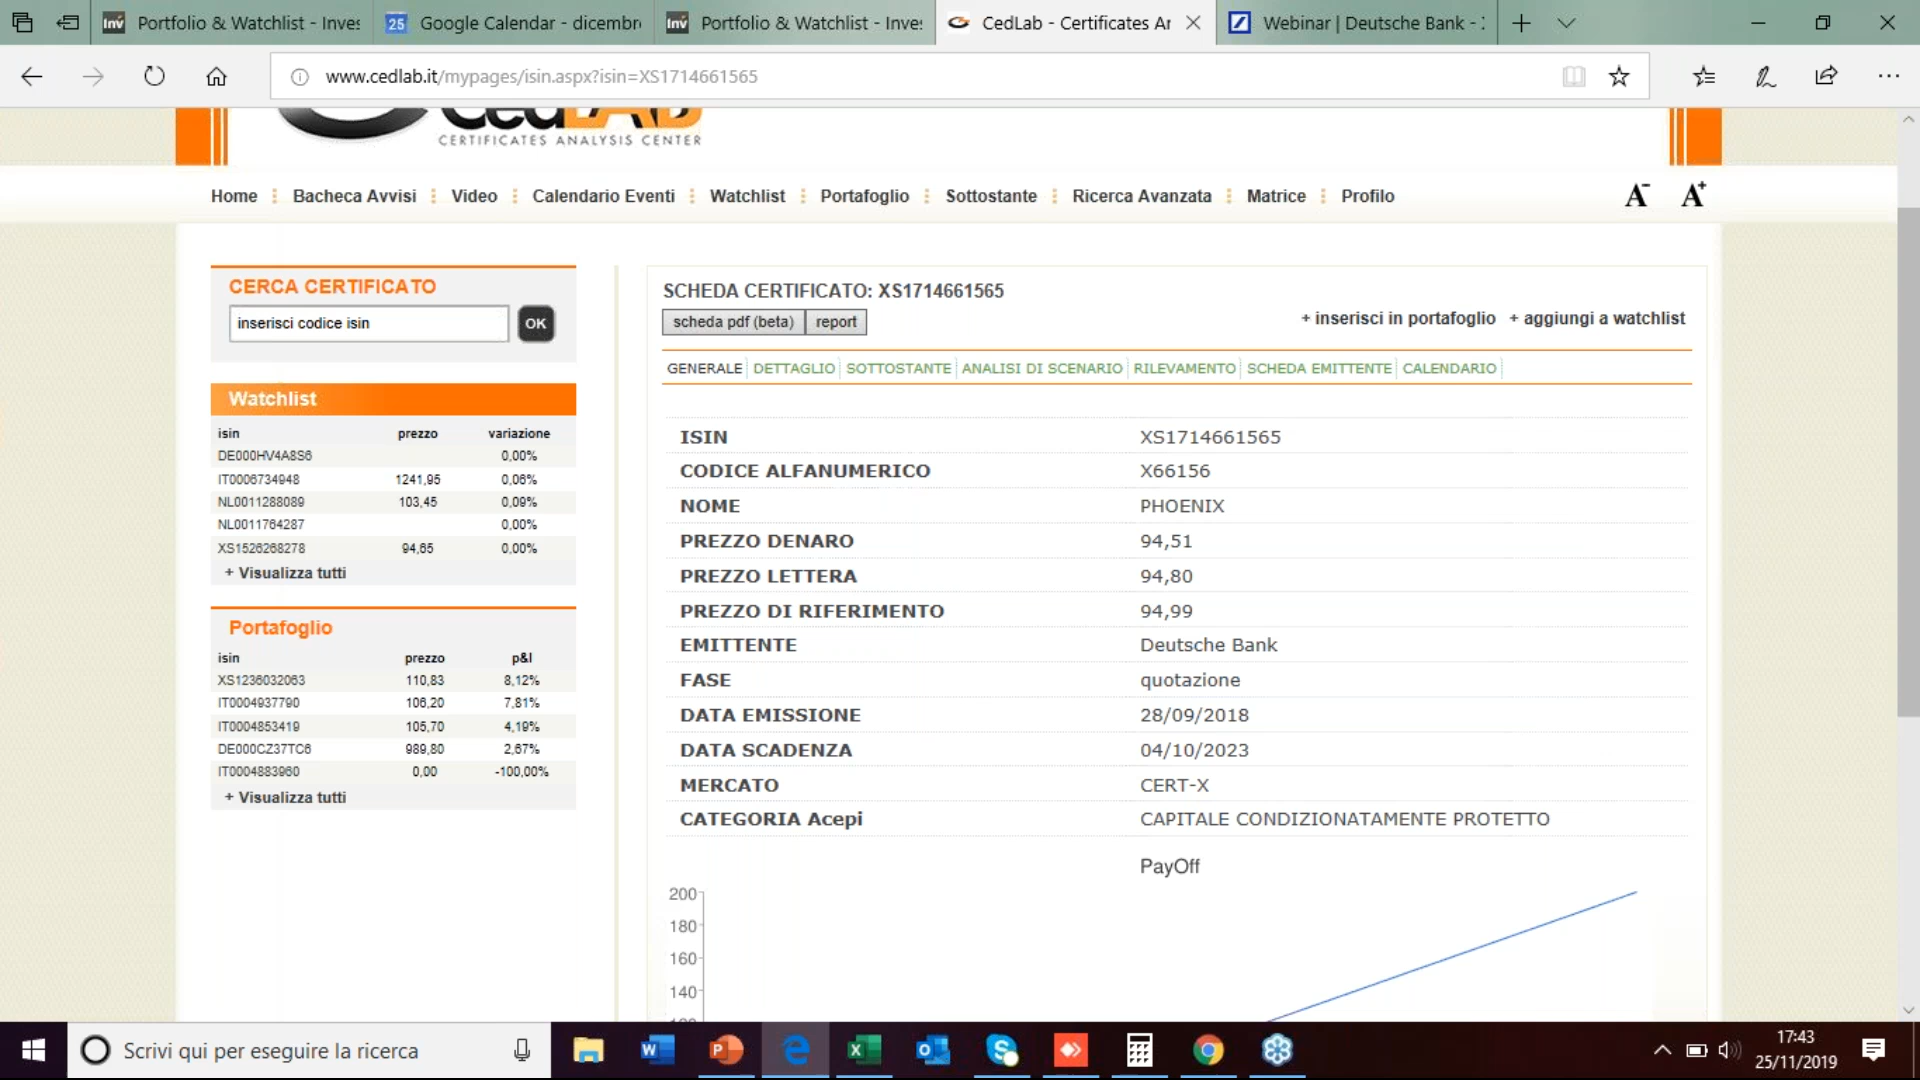 Portfolio & Watchlist - Inves
25 Google Calendar - dicembre
Portfolio & Watchlist - Inves
CedLab - Certificates Ar
Webinar | Deutsche Bank -
www.cedlab.it/mypages/isin.aspx?isin=XS1714661565
CedLAB
CERTIFICATES ANALYSIS CENTER
Home Bacheca Avvisi Video Calendario Eventi Watchlist Portafoglio Sottostante Ricerca Avanzata Matrice Profilo A- A+
CERCA CERTIFICATO
inserisci codice isin OK
Watchlist
isin prezzo variazione
DE000HV4A8S6 0,00%
IT0006734948 1241,95 0,06%
NL0011288089 103,45 0,09%
NL0011764287 0,00%
XS1526268278 94,65 0,00%
+ Visualizza tutti
Portafoglio
isin prezzo p&l
XS1236032063 110,83 8,12%
IT0004937790 106,20 7,81%
IT0004853419 105,70 4,19%
DE000CZ37TC6 989,80 2,67%
IT0004883960 0,00 -100,00%
+ Visualizza tutti
SCHEDA CERTIFICATO: XS1714661565
scheda pdf (beta) report
+ inserisci in portafoglio + aggiungi a watchlist
GENERALE DETTAGLIO SOTTOSTANTE ANALISI DI SCENARIO RILEVAMENTO SCHEDA EMITTENTE CALENDARIO
ISIN XS1714661565
CODICE ALFANUMERICO X66156
NOME PHOENIX
PREZZO DENARO 94,51
PREZZO LETTERA 94,80
PREZZO DI RIFERIMENTO 94,99
EMITTENTE Deutsche Bank
FASE quotazione
DATA EMISSIONE 28/09/2018
DATA SCADENZA 04/10/2023
MERCATO CERT-X
CATEGORIA Acepi CAPITALE CONDIZIONATAMENTE PROTETTO
PayOff
200
180
160
140
Scrivi qui per eseguire la ricerca
17:43
25/11/2019